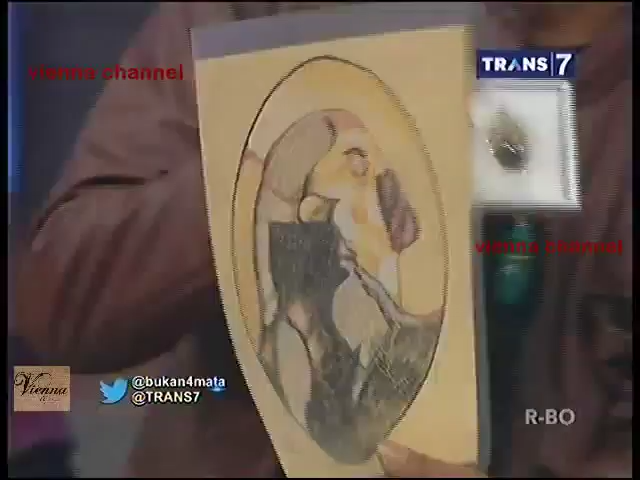 vienna channel
TRANS 7
vienna channel
Vienna
@bukan4mata
@TRANS7
R-BO